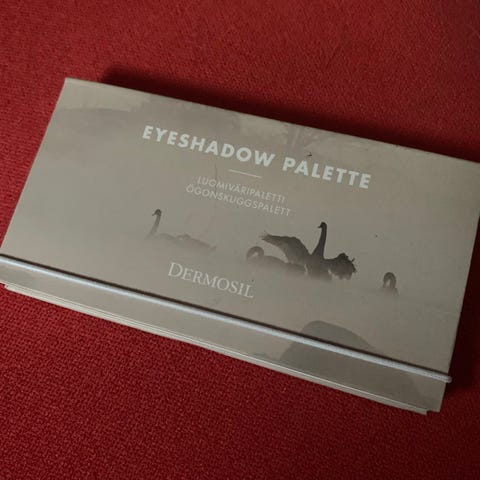 EYESHADOW PALETTE
LUOMIVÄRIPALETTI
ÖGONSKUGGSPALETT
DERMOSIL